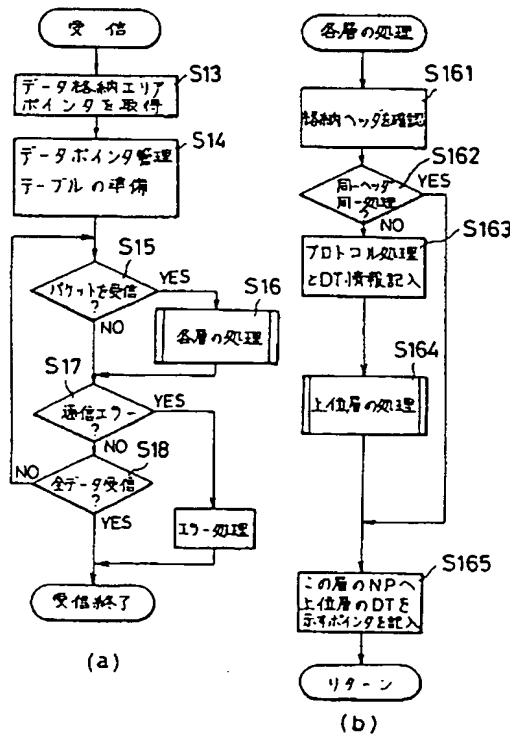 受信
S13
データ格納エリア
ポインタを取得
S14
データポインタ管理
テーブルの準備
S15
パケットを受信
?
YES
NO
S16
各層の処理
S17
通信エラー
?
YES
NO
S18
全データ受信
?
NO
YES
エラー処理
受信終了
(a)
各層の処理
S161
格納ヘッダを確認
S162
同一ヘッダ
同一処理
?
YES
NO
S163
プロトコル処理
とDT情報記入
S164
上位層の処理
S165
この層のNPへ
上位層のDTを
示すポインタを記入
リターン
(b)